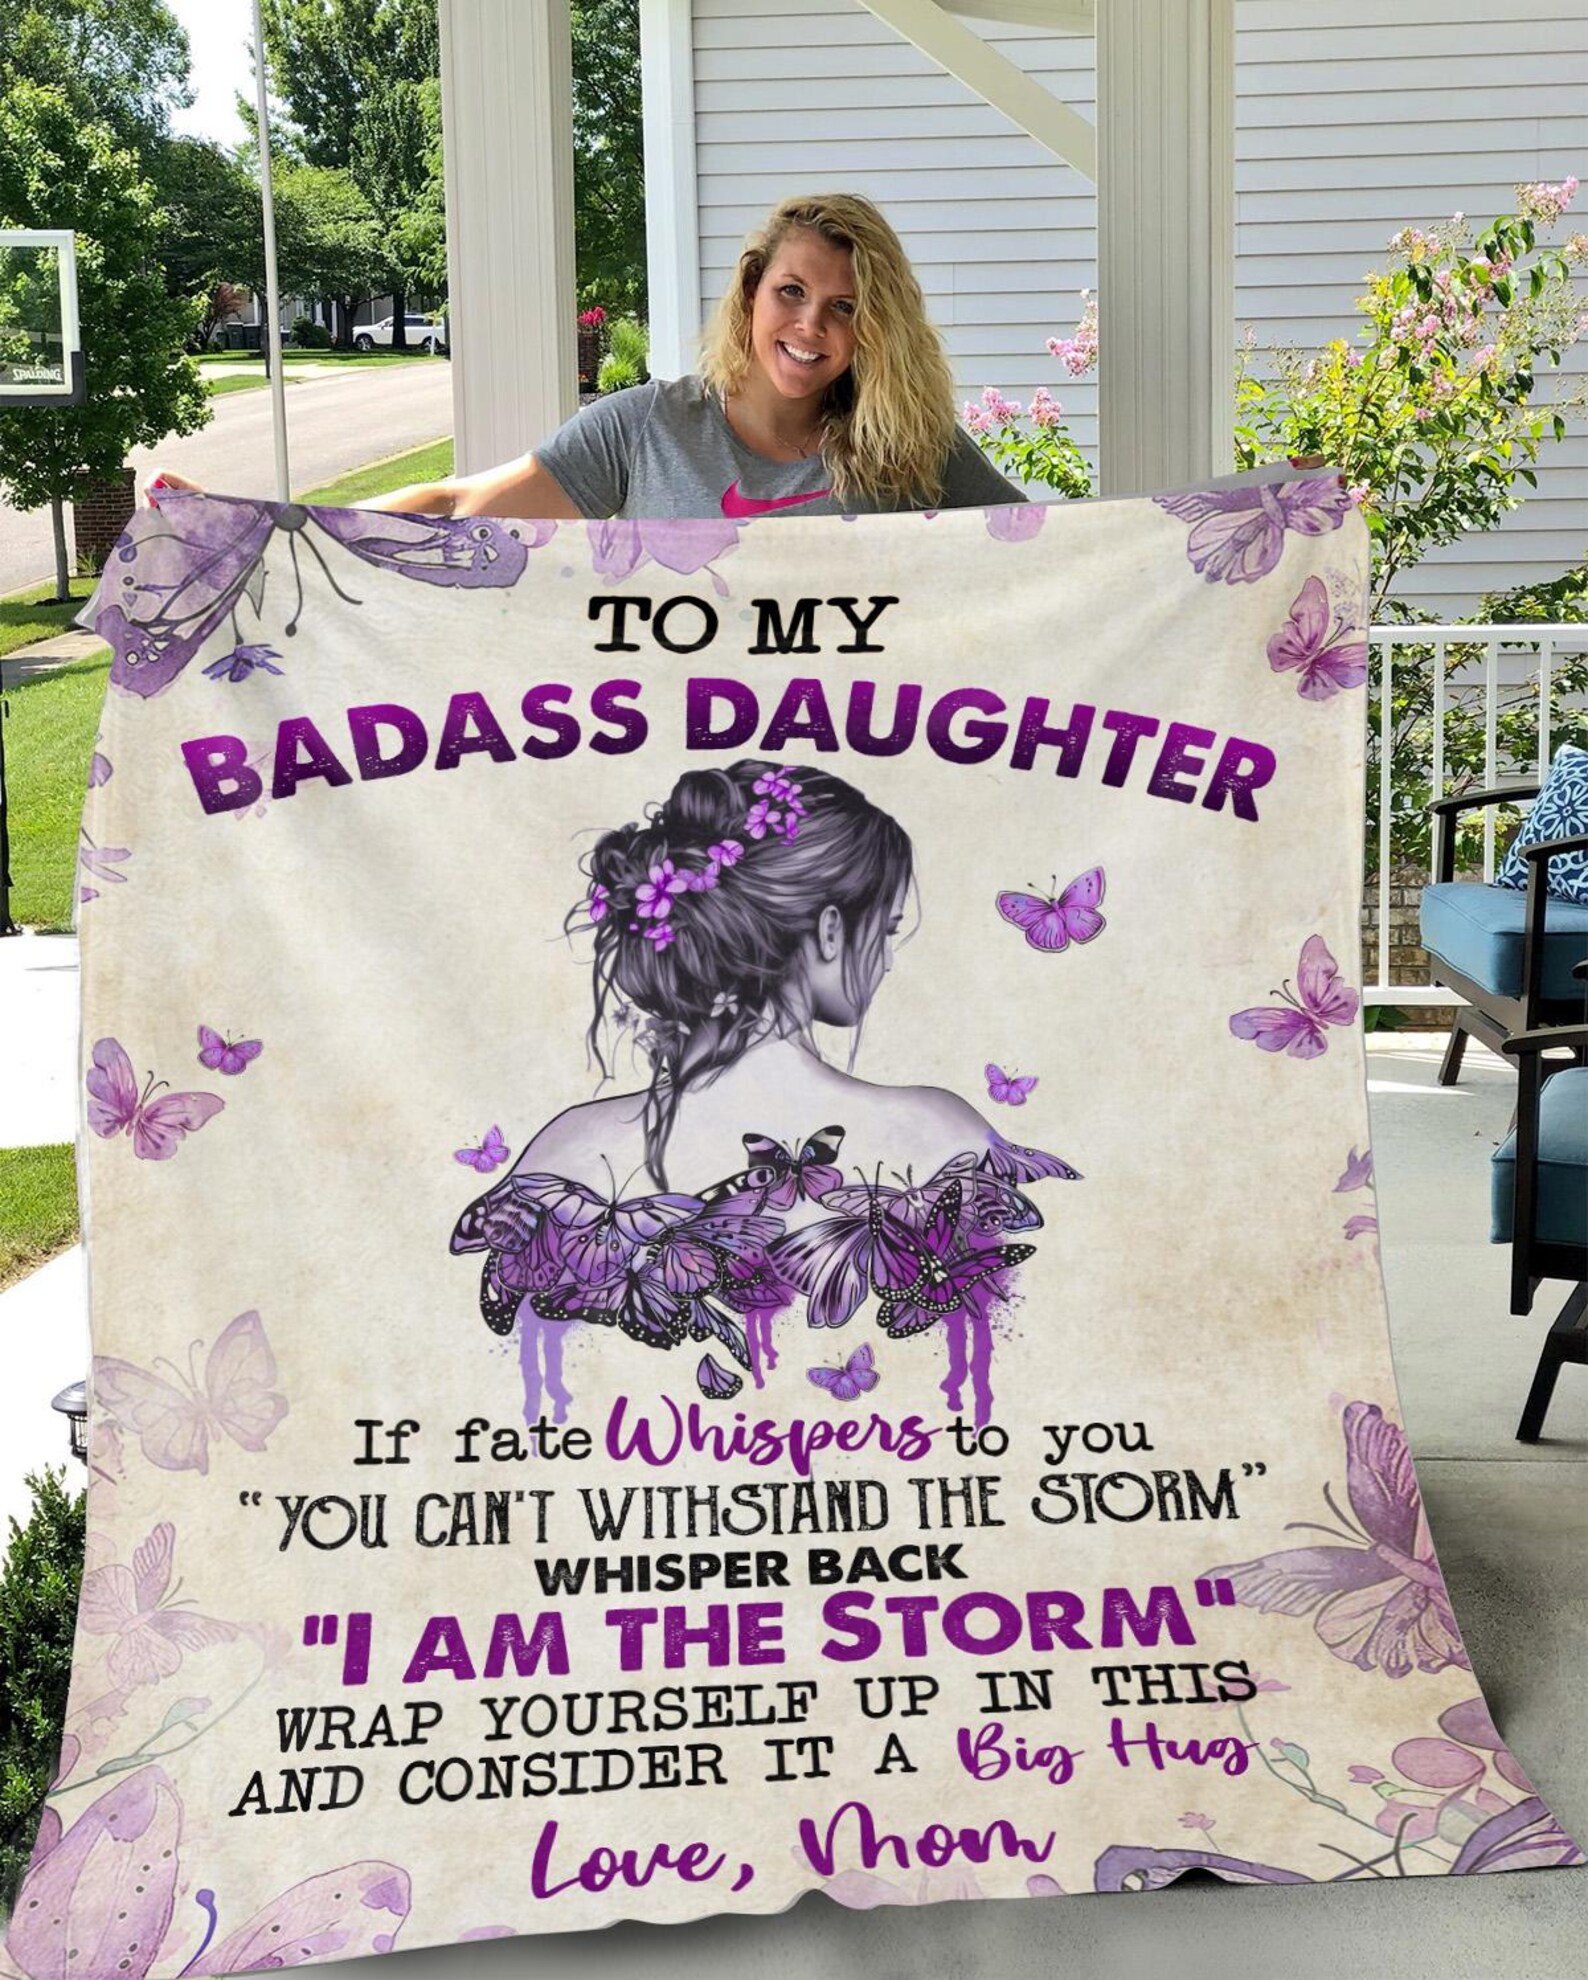 SPALDING
TO MY
BADASS DAUGHTER
If fate Whispers to you
“YOU CAN'T WITHSTAND THE STORM”
WHISPER BACK
"I AM THE STORM"
WRAP YOURSELF UP IN THIS
AND CONSIDER IT A Big Hug
Love, Mom